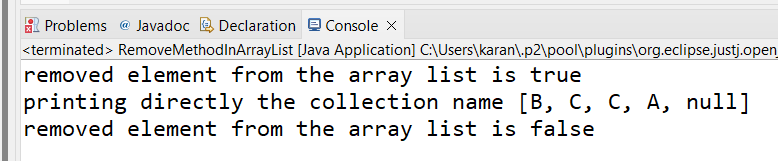 Problems @ Javadoc Declaration Console ×
<terminated> RemoveMethodInArrayList [Java Application] C:\Users\karan\.p2\pool\plugins\org.eclipse.justj.open
removed element from the array list is true
printing directly the collection name [B, C, C, A, null]
removed element from the array list is false